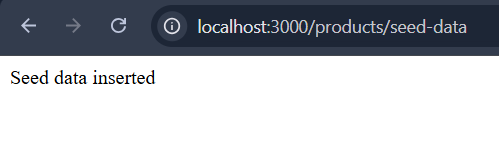 localhost:3000/products/seed-data
Seed data inserted